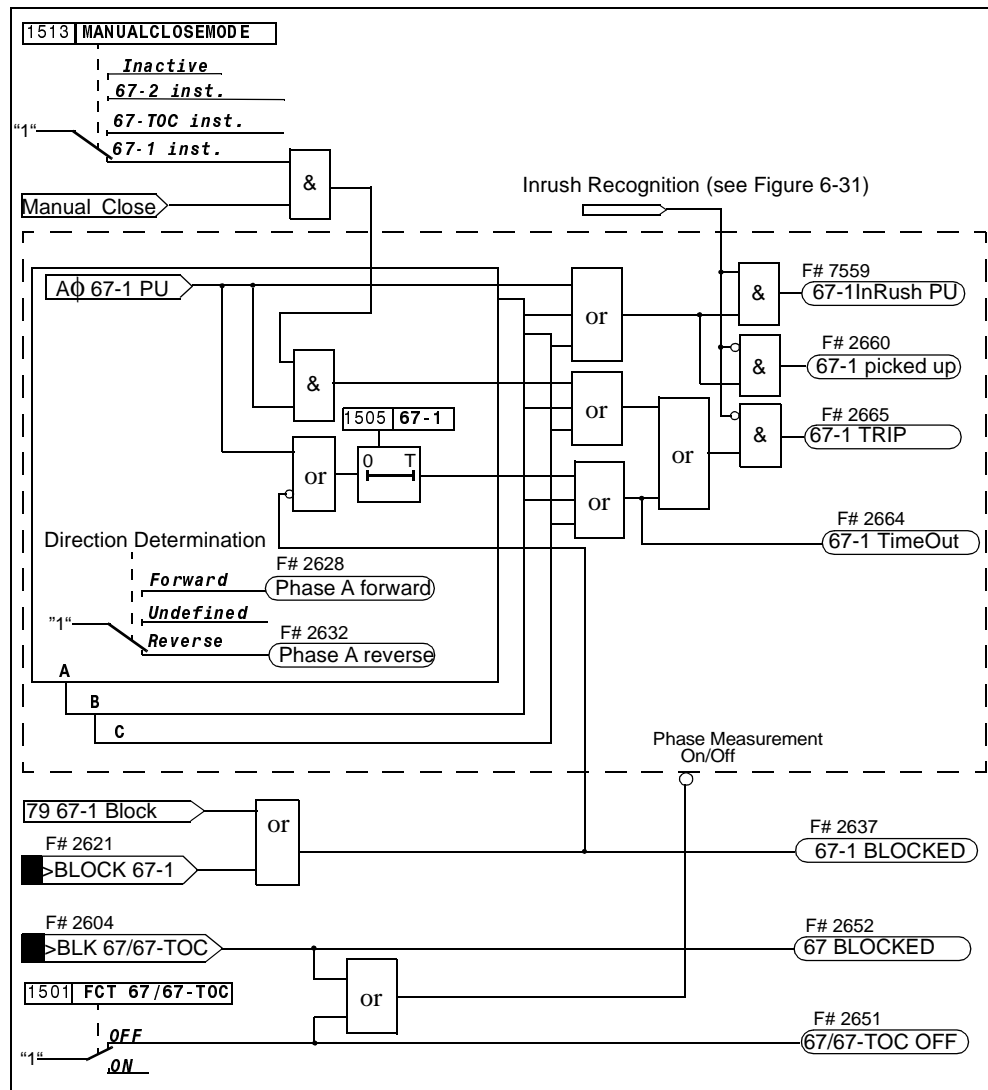 1513 MANUALCLOSEMODE
Inactive
67-2 inst.
67-TOC inst.
67-1 inst.
“1“
&
Manual Close
Inrush Recognition (see Figure 6-31)
AΦ 67-1 PU
or
&
F# 7559
67-1InRush PU
&
F# 2660
67-1 picked up
&
or
1505 67-1
or
&
F# 2665
67-1 TRIP
or
0 T
or
F# 2664
67-1 TimeOut
Direction Determination
Forward
F# 2628
Phase A forward
Undefined
”1“
Reverse
F# 2632
Phase A reverse
A
B
C
Phase Measurement
On/Off
79 67-1 Block
or
F# 2621
>BLOCK 67-1
F# 2637
67-1 BLOCKED
F# 2604
>BLK 67/67-TOC
F# 2652
67 BLOCKED
or
1501 FCT 67/67-TOC
OFF
“1“
ON
F# 2651
67/67-TOC OFF